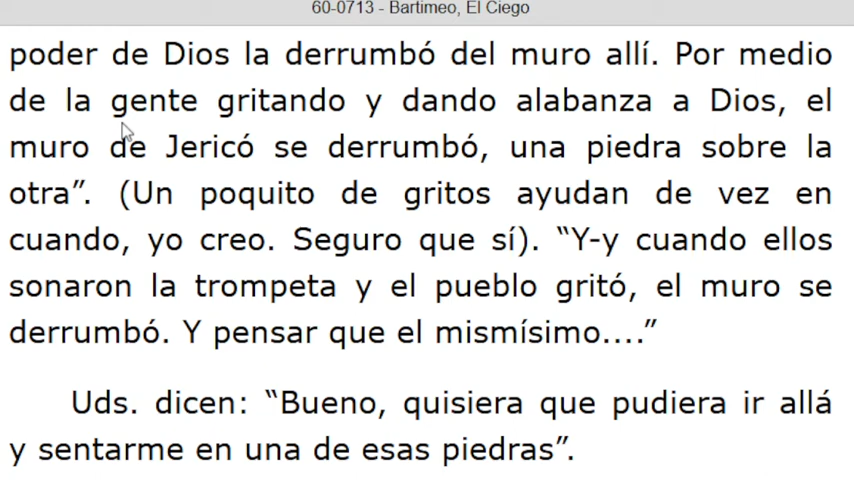 60-0713 - Bartimeo, El Ciego
poder de Dios la derrumbó del muro allí. Por medio
de la gente gritando y dando alabanza a Dios, el
muro de Jericó se derrumbó, una piedra sobre la
otra”. (Un poquito de gritos ayudan de vez en
cuando, yo creo. Seguro que sí). “Y-y cuando ellos
sonaron la trompeta y el pueblo gritó, el muro se
derrumbó. Y pensar que el mismísimo....”
Uds. dicen: “Bueno, quisiera que pudiera ir allá
y sentarme en una de esas piedras”.